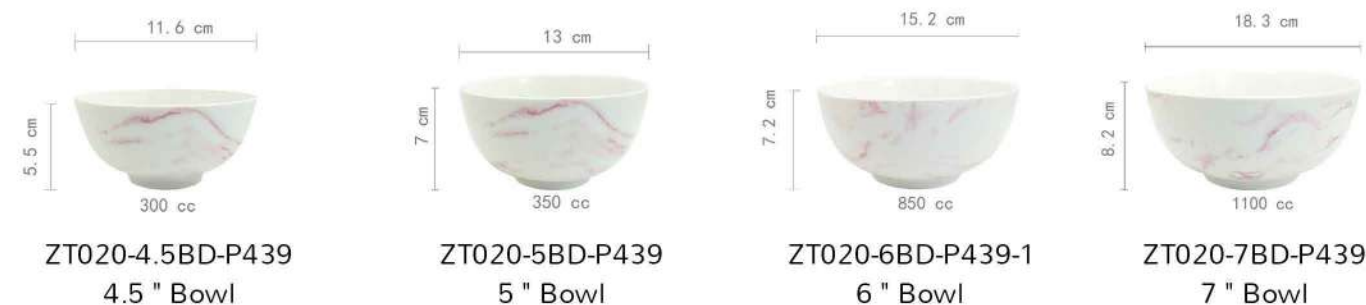 11.6 cm
5.5 cm
300 cc
ZT020-4.5BD-P439
4.5 " Bowl
13 cm
7 cm
350 cc
ZT020-5BD-P439
5 " Bowl
15.2 cm
7.2 cm
850 cc
ZT020-6BD-P439-1
6 " Bowl
18.3 cm
8.2 cm
1100 cc
ZT020-7BD-P439
7 " Bowl